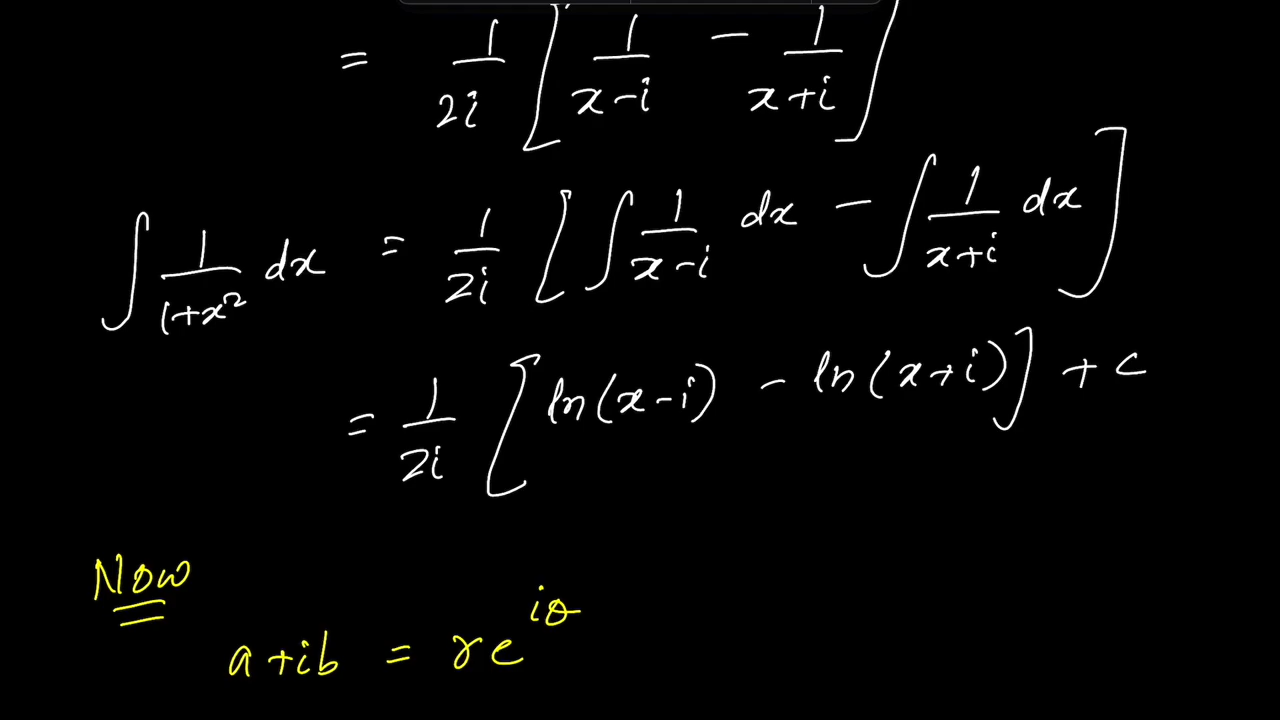 = 1/2i [ 1/(x-i) - 1/(x+i) ]
∫ 1/(1+x²) dx = 1/2i [ ∫ 1/(x-i) dx - ∫ 1/(x+i) dx ]
= 1/2i [ ln(x-i) - ln(x+i) ] + c
Now
a+ib = re^(iθ)